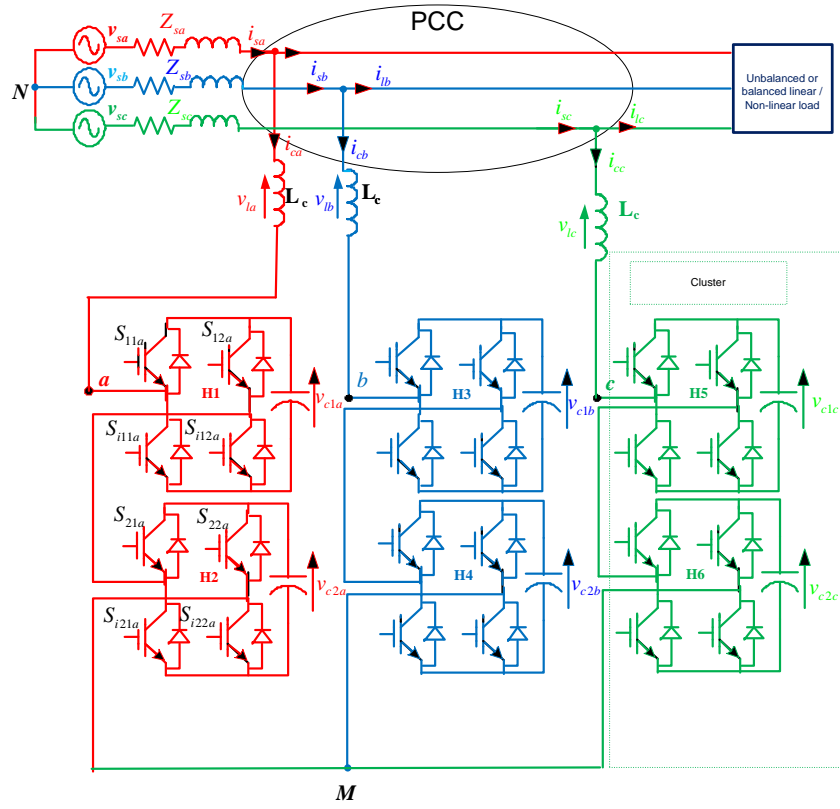 PCC
v_sa Z_sa i_sa
v_sb Z_sb i_sb i_lb
N
v_sc Z_sc i_sc i_lc
Unbalanced or
balanced linear /
Non-linear load
i_ca i_cb i_cc
v_la L_c v_lb L_c v_lc L_c
Cluster
S_11a S_12a
a H1 v_c1a b H3 v_c1b c H5 v_c1c
S_i11a S_i12a
S_21a S_22a
H2 v_c2a H4 v_c2b H6 v_c2c
S_i21a S_i22a
M